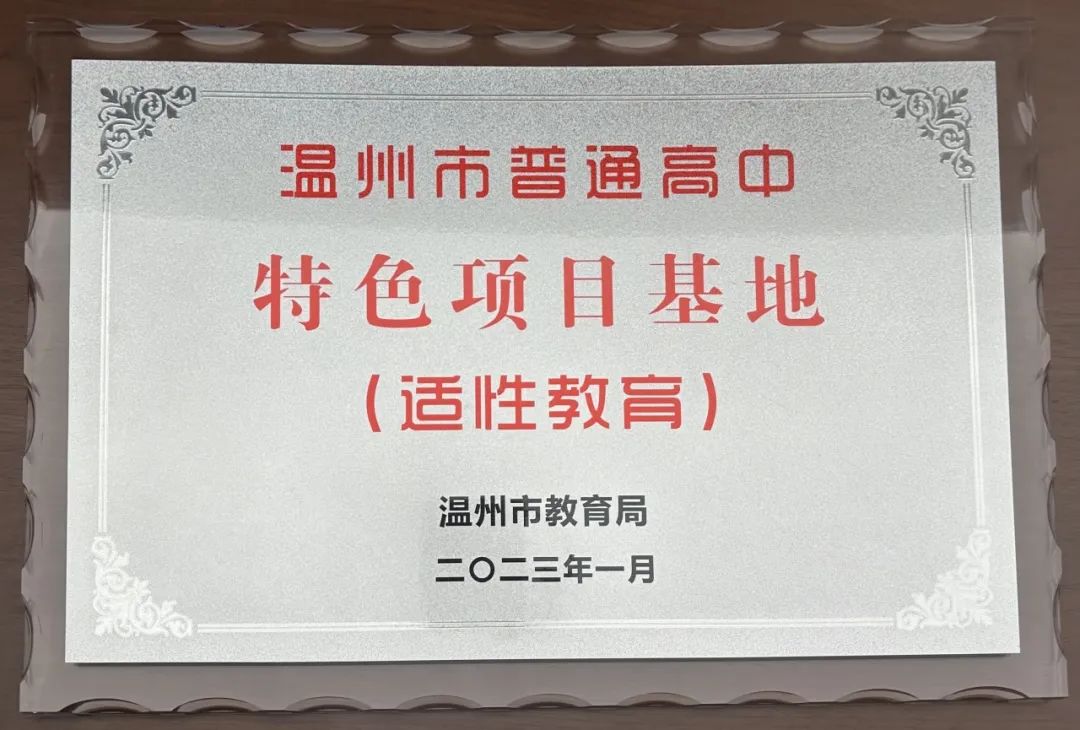 温州市普通高中
特色项目基地
(适性教育)
温州市教育局
二〇二三年一月